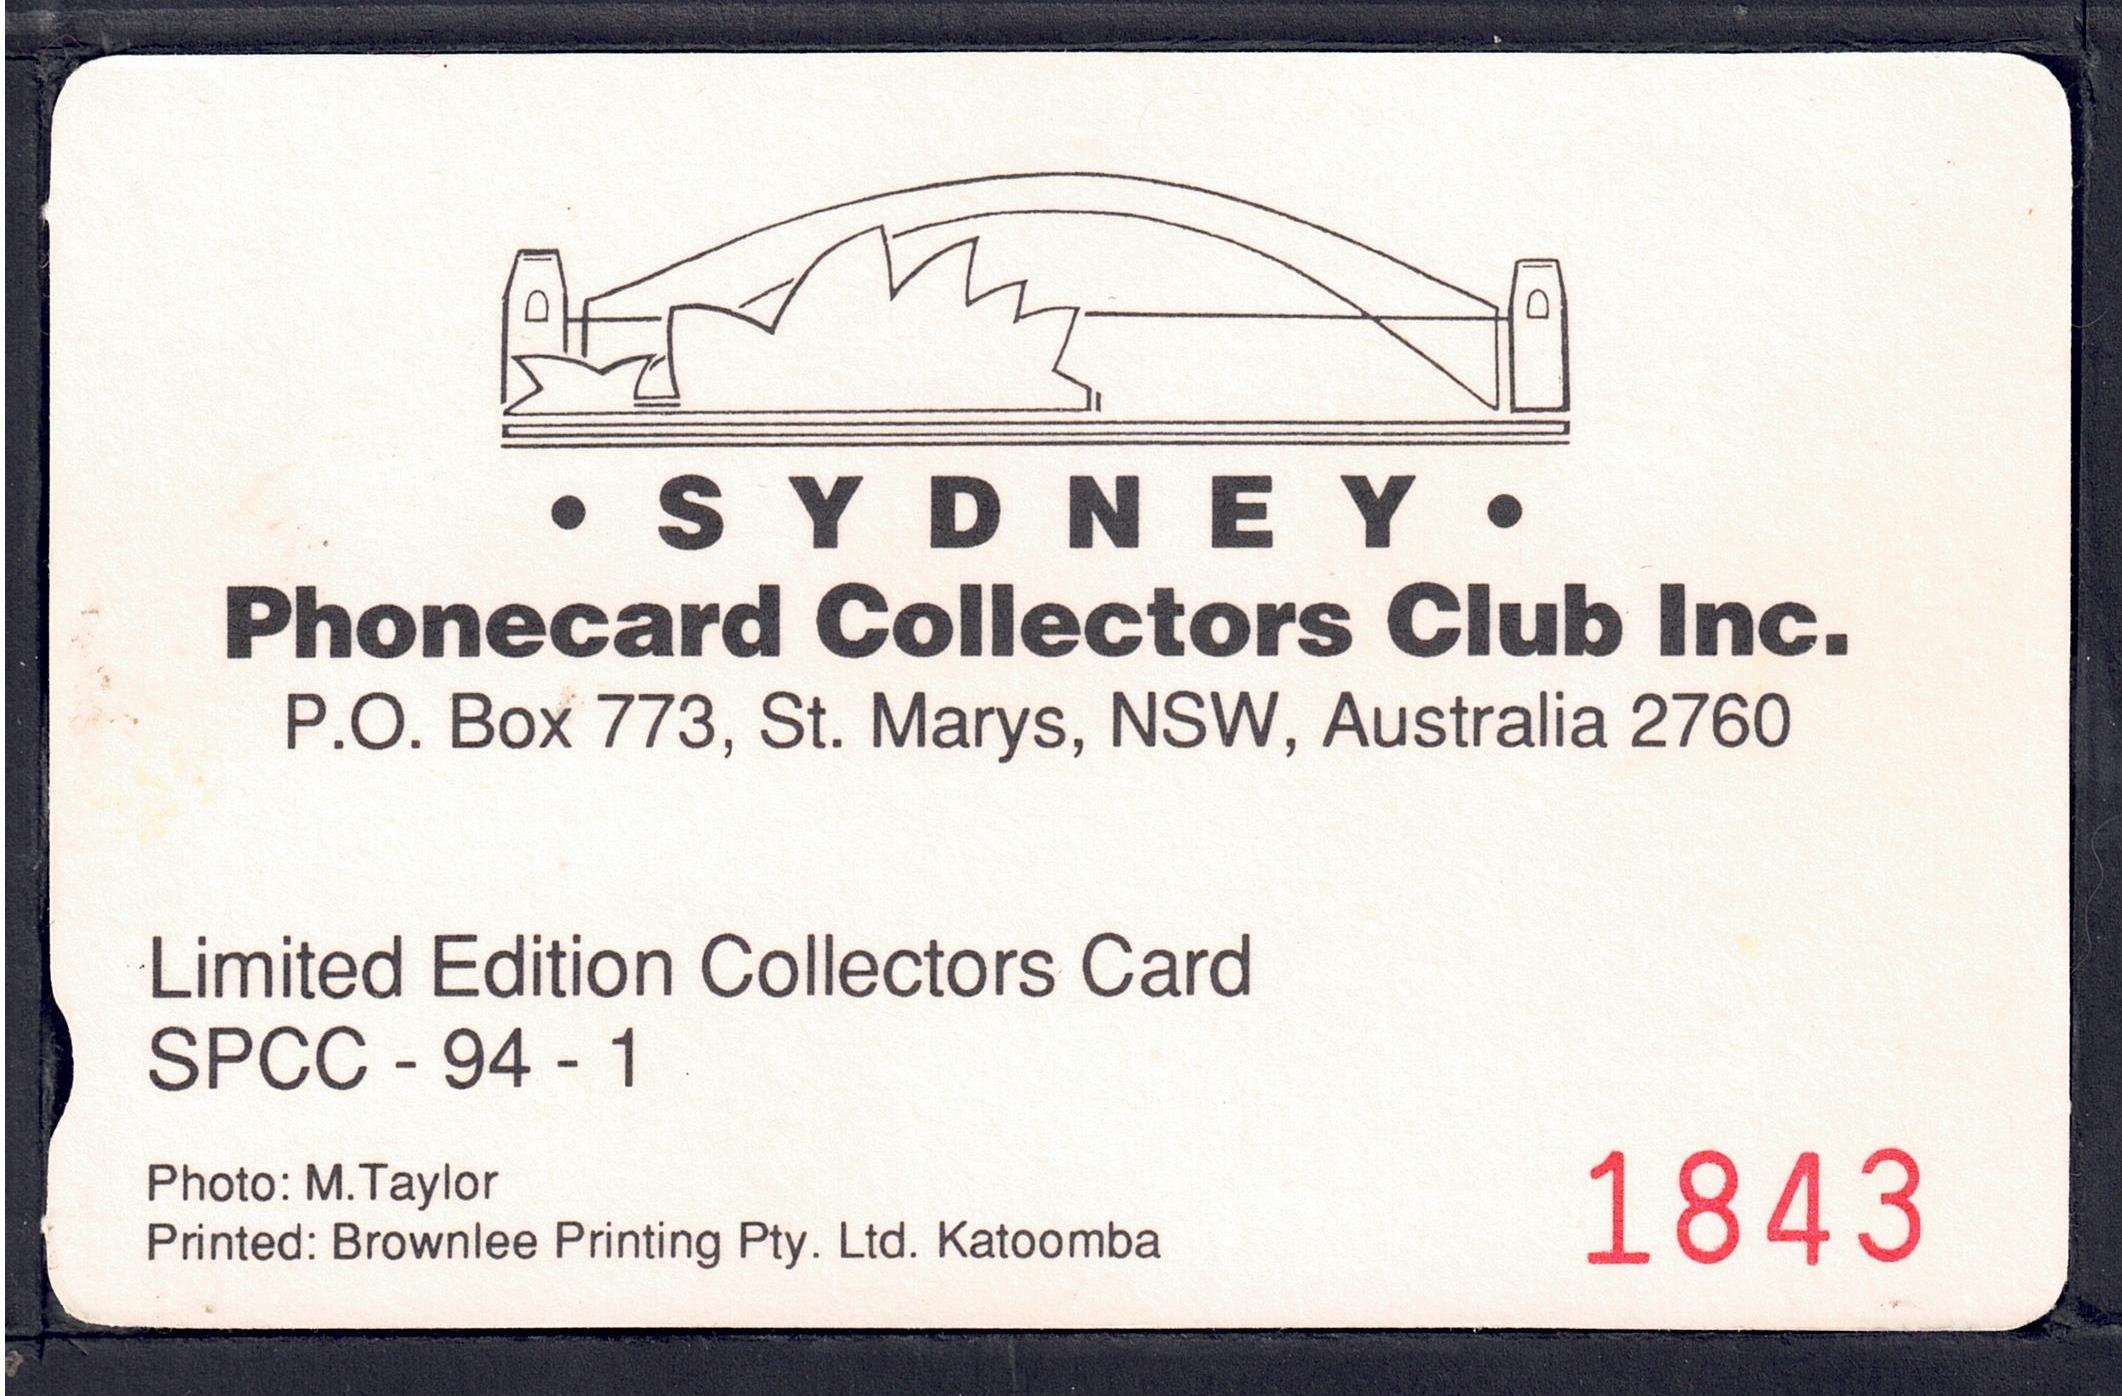 • SYDNEY •
Phonecard Collectors Club Inc.
P.O. Box 773, St. Marys, NSW, Australia 2760
Limited Edition Collectors Card
SPCC - 94 - 1
Photo: M.Taylor
Printed: Brownlee Printing Pty. Ltd. Katoomba
1843